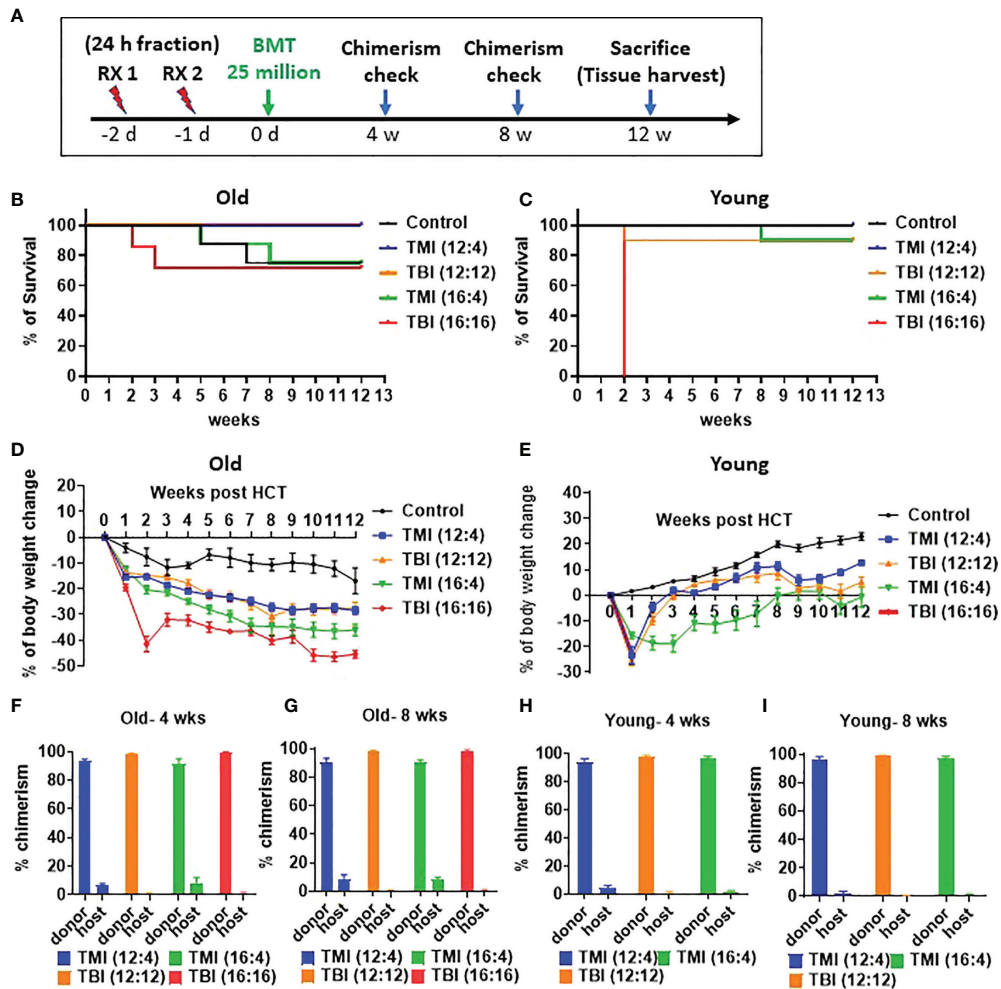 A
(24 h fraction)
RX 1
RX 2
BMT
25 million
Chimerism
check
Chimerism
check
Sacrifice
(Tissue harvest)
-2 d
-1 d
0 d
4 w
8 w
12 w
B
Old
% of Survival
100
80
60
40
20
0
0 1 2 3 4 5 6 7 8 9 10 11 12 13
weeks
Control
TMI (12:4)
TBI (12:12)
TMI (16:4)
TBI (16:16)
C
Young
% of Survival
100
80
60
40
20
0
0 1 2 3 4 5 6 7 8 9 10 11 12 13
weeks
Control
TMI (12:4)
TBI (12:12)
TMI (16:4)
TBI (16:16)
D
Old
% of body weight change
Weeks post HCT
20
10
0
-10
-20
-30
-40
-50
0 1 2 3 4 5 6 7 8 9 10 11 12
Control
TMI (12:4)
TBI (12:12)
TMI (16:4)
TBI (16:16)
E
Young
% of body weight change
Weeks post HCT
40
30
20
10
0
-10
-20
-30
0 1 2 3 4 5 6 7 8 9 10 11 12
Control
TMI (12:4)
TBI (12:12)
TMI (16:4)
TBI (16:16)
F
Old- 4 wks
% chimerism
100
80
60
40
20
0
donor host donor host donor host donor host
TMI (12:4) TMI (16:4)
TBI (12:12) TBI (16:16)
G
Old- 8 wks
% chimerism
100
80
60
40
20
0
donor host donor host donor host donor host
TMI (12:4) TMI (16:4)
TBI (12:12) TBI (16:16)
H
Young- 4 wks
% chimerism
100
80
60
40
20
0
donor host donor host donor host
TMI (12:4) TMI (16:4)
TBI (12:12)
I
Young- 8 wks
% chimerism
100
80
60
40
20
0
donor host donor host donor host
TMI (12:4) TMI (16:4)
TBI (12:12)